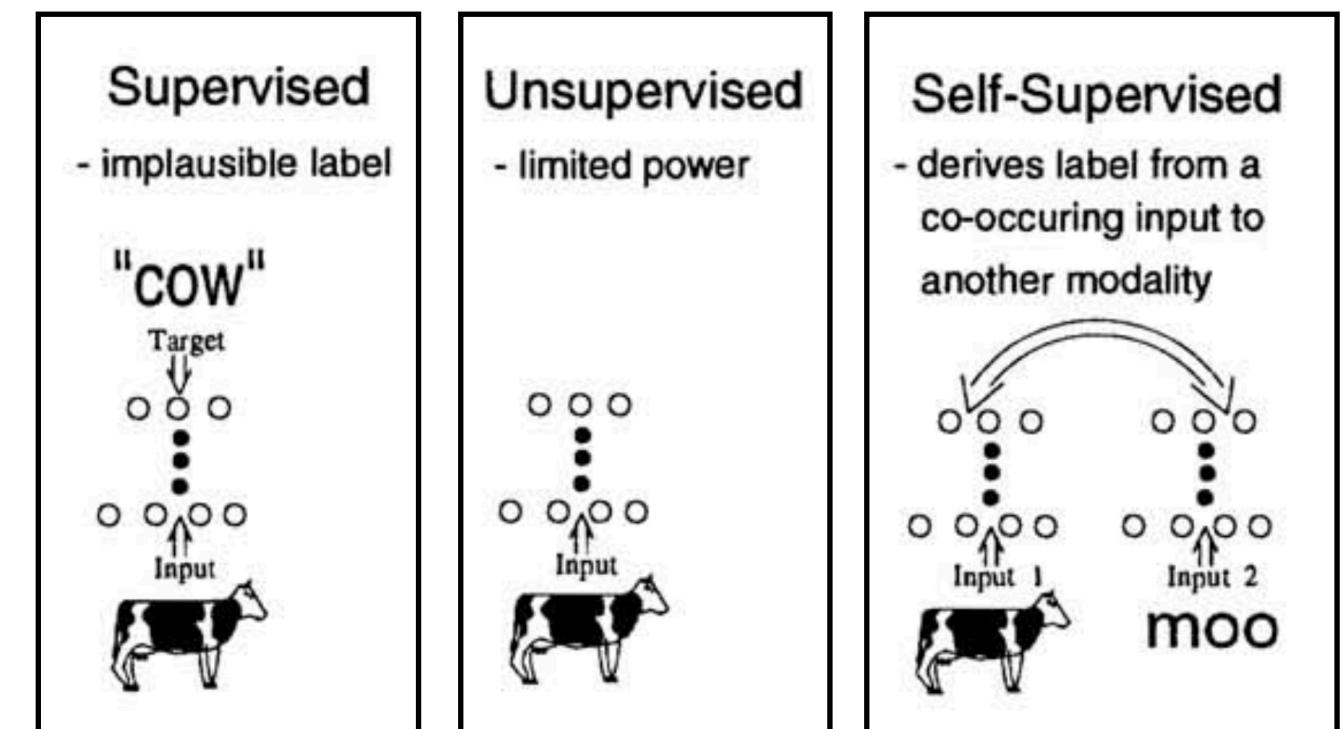 Supervised
- implausible label
"COW"
Target
Input
Unsupervised
- limited power
Input
Self-Supervised
- derives label from a
co-occuring input to
another modality
Input 1
Input 2
moo